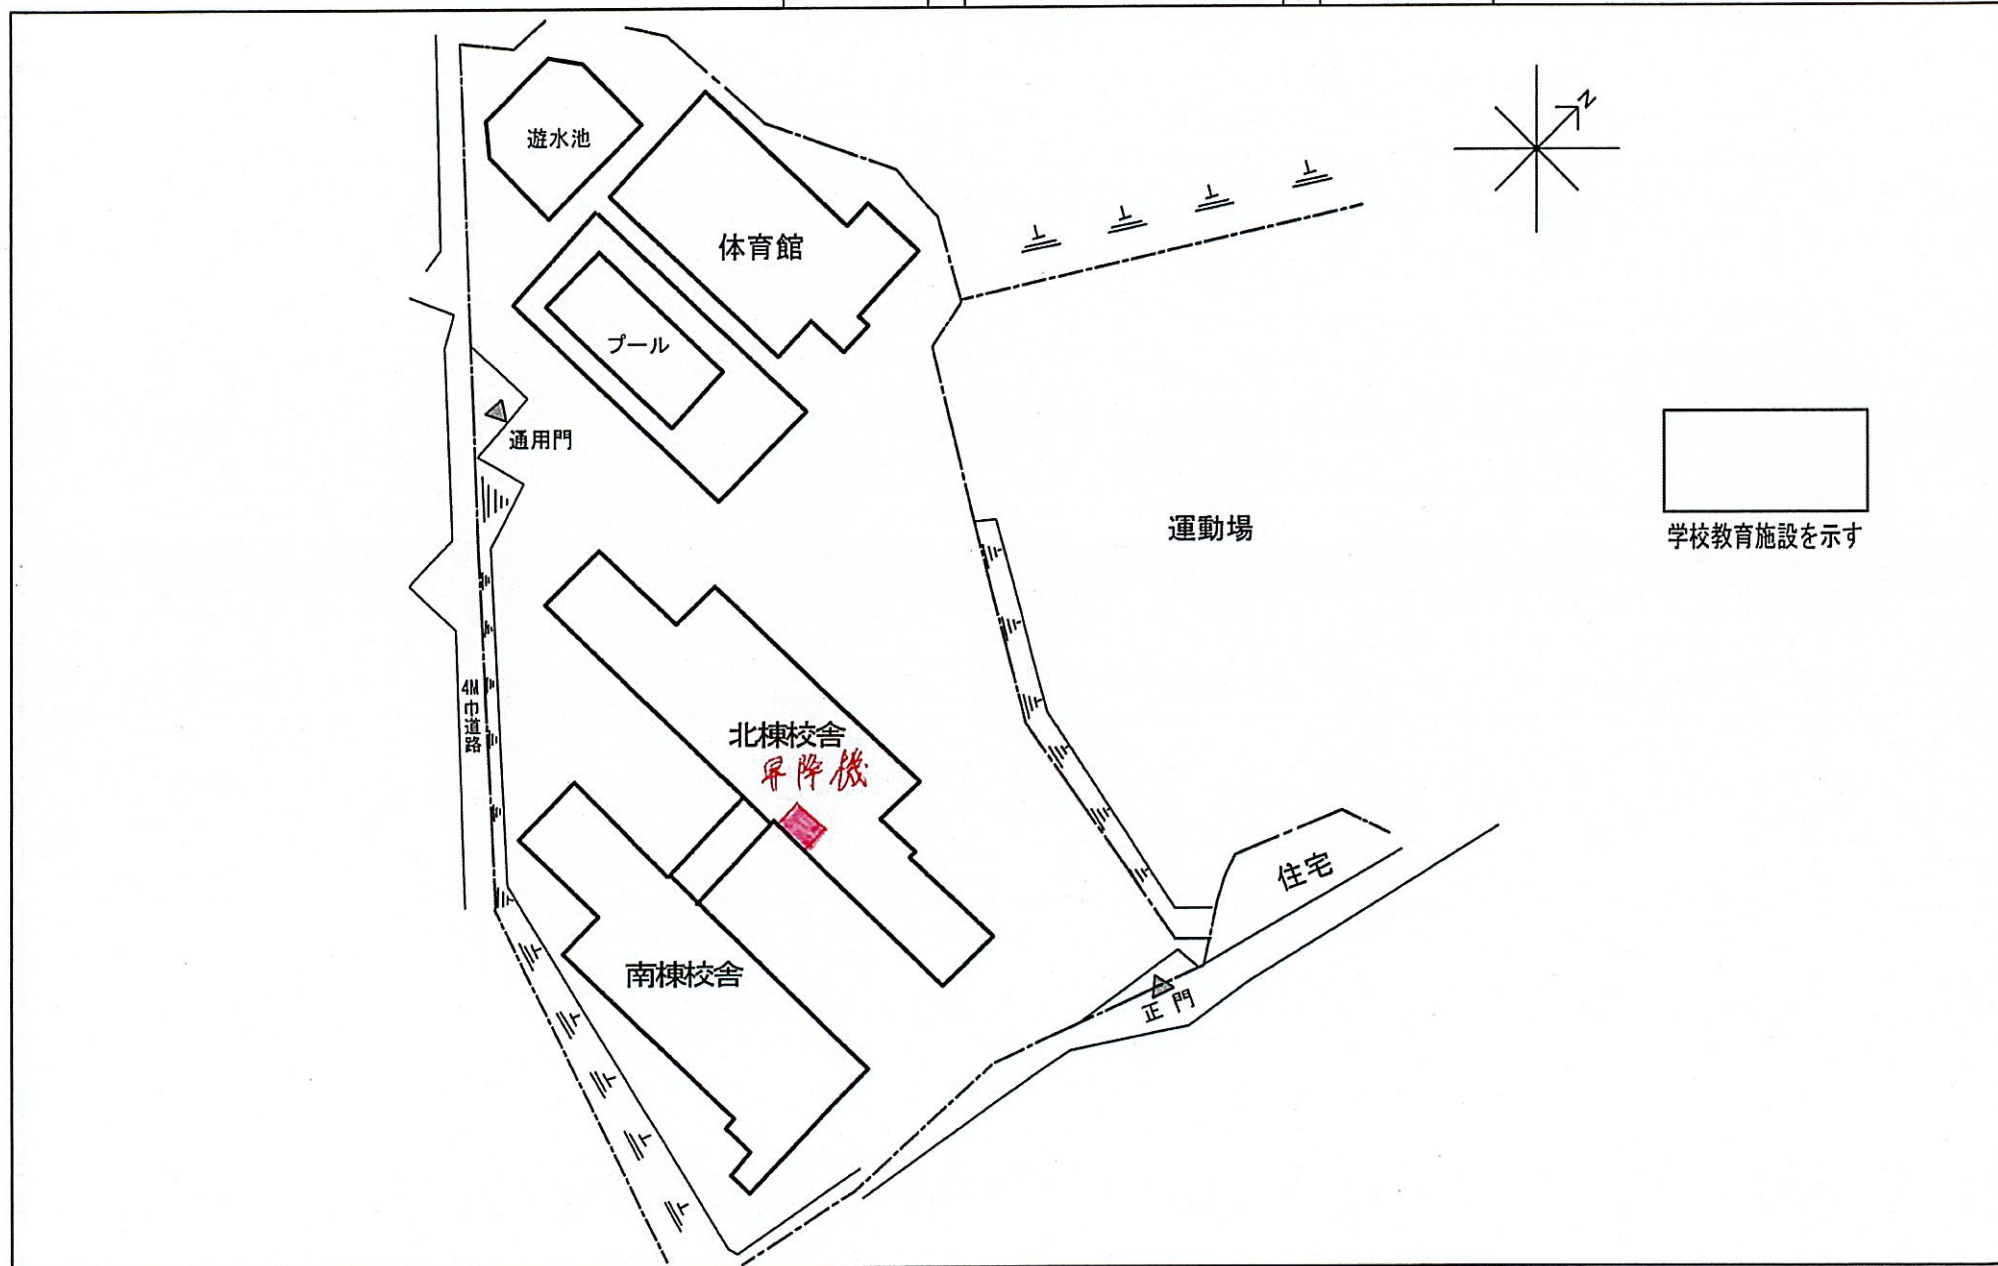 N
遊水池
体育館
プール
通用門
運動場
学校教育施設を示す
4M巾道路
北棟校舎
昇降機
住宅
南棟校舎
正門